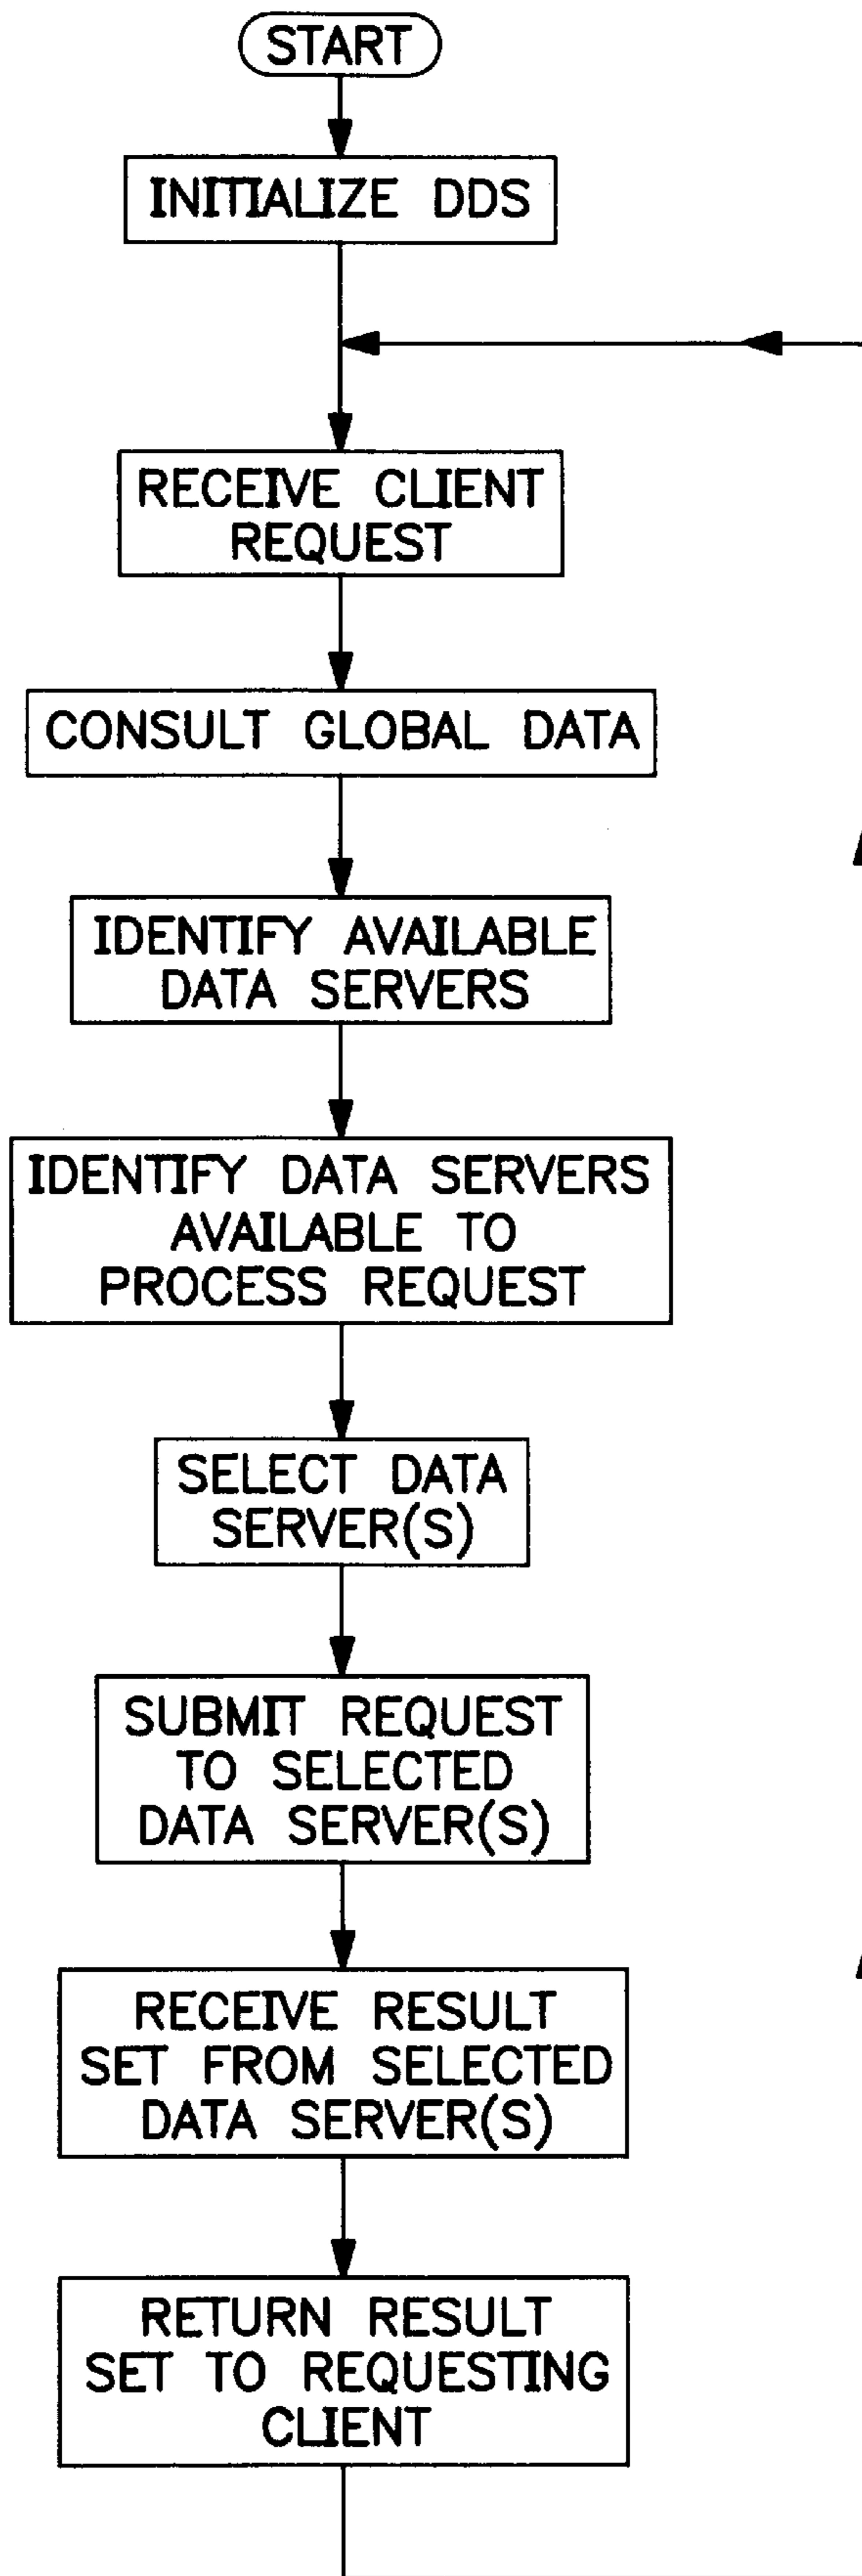 START
INITIALIZE DDS
RECEIVE CLIENT
REQUEST
CONSULT GLOBAL DATA
IDENTIFY AVAILABLE
DATA SERVERS
IDENTIFY DATA SERVERS
AVAILABLE TO
PROCESS REQUEST
SELECT DATA
SERVER(S)
SUBMIT REQUEST
TO SELECTED
DATA SERVER(S)
RECEIVE RESULT
SET FROM SELECTED
DATA SERVER(S)
RETURN RESULT
SET TO REQUESTING
CLIENT